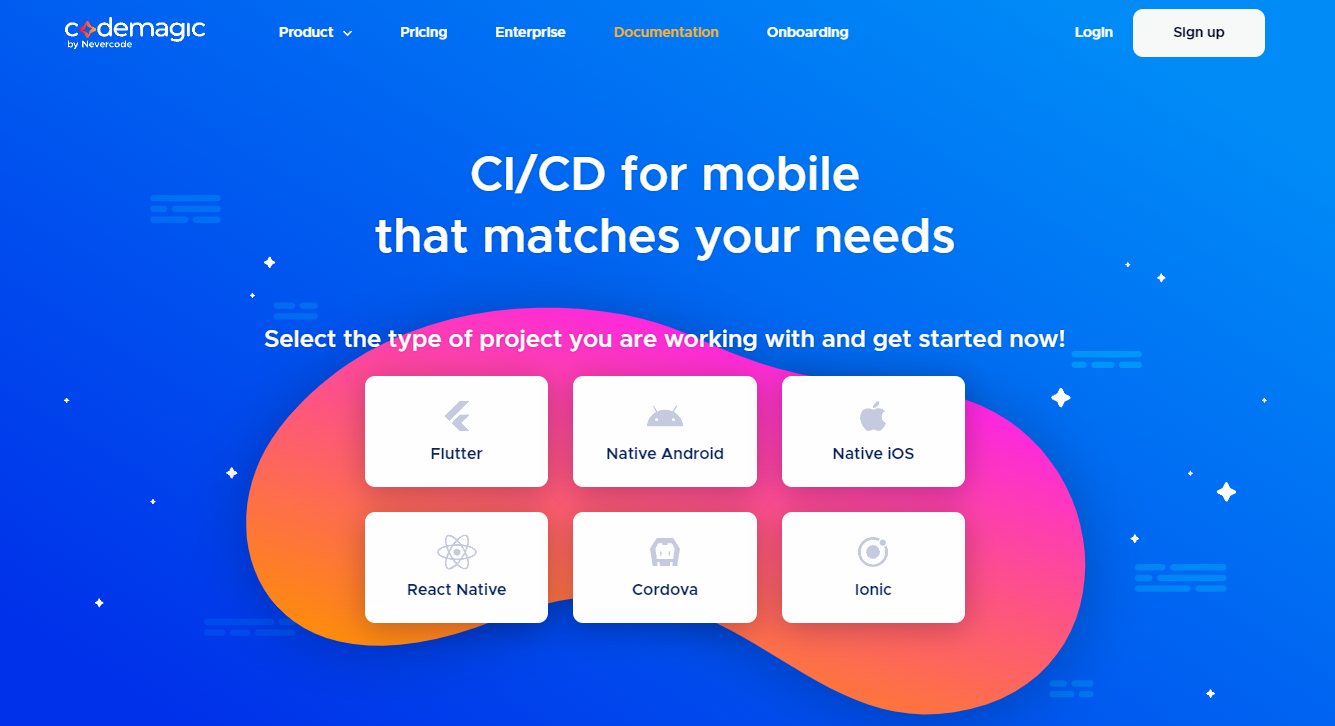 codemagic
by Nevercode
Product
Pricing
Enterprise
Documentation
Onboarding
Login
Sign up
CI/CD for mobile
that matches your needs
Select the type of project you are working with and get started now!
Flutter
Native Android
Native iOS
React Native
Cordova
Ionic